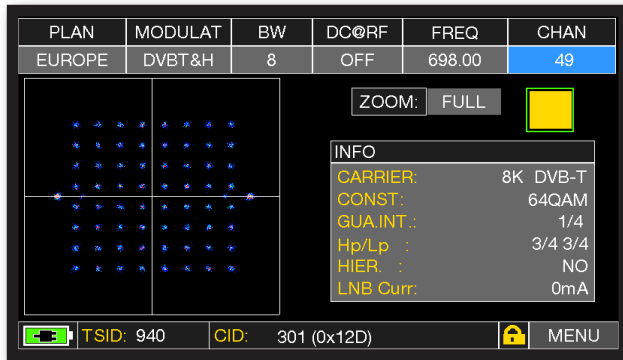 PLAN MODULAT BW DC@RF FREQ CHAN
EUROPE DVBT&H 8 OFF 698.00 49
ZOOM: FULL
INFO
CARRIER: 8K DVB-T
CONST: 64QAM
GUA.INT.: 1/4
Hp/Lp : 3/4 3/4
HIER. : NO
LNB Curr: 0mA
TSID: 940 CID: 301 (0x12D) MENU